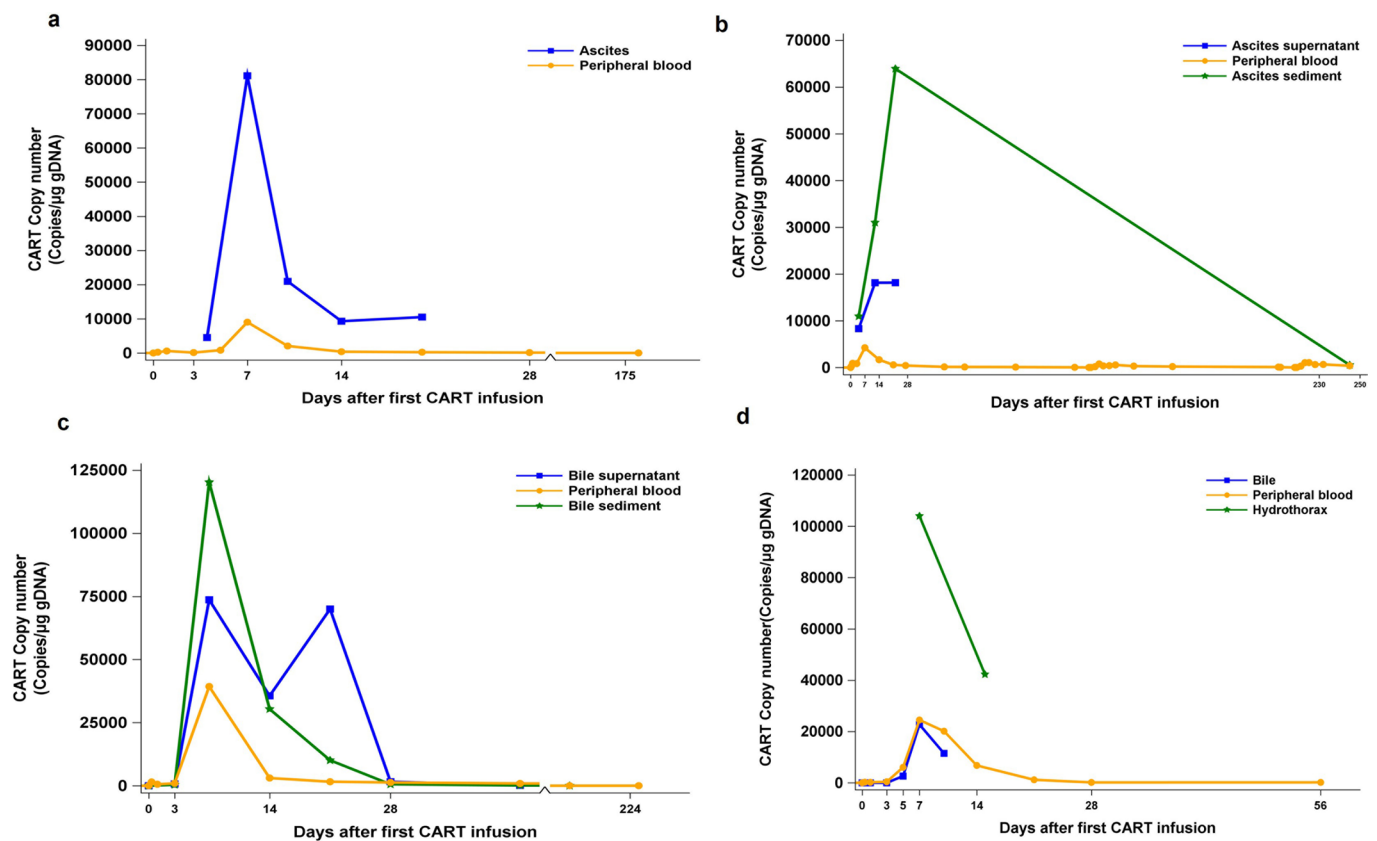 a
90000
80000
70000
60000
50000
40000
30000
20000
10000
0
CART Copy number
(Copies/μg gDNA)
Ascites
Peripheral blood
0 3 7 14 28 175
Days after first CART infusion
b
70000
60000
50000
40000
30000
20000
10000
0
CART Copy number
(Copies/μg gDNA)
Ascites supernatant
Peripheral blood
Ascites sediment
0 7 14 28 230 250
Days after first CART infusion
c
125000
100000
75000
50000
25000
0
CART Copy number
(Copies/μg gDNA)
Bile supernatant
Peripheral blood
Bile sediment
0 3 14 28 224
Days after first CART infusion
d
120000
100000
80000
60000
40000
20000
0
CART Copy number(Copies/μg gDNA)
Bile
Peripheral blood
Hydrothorax
0 3 5 7 14 28 56
Days after first CART infusion